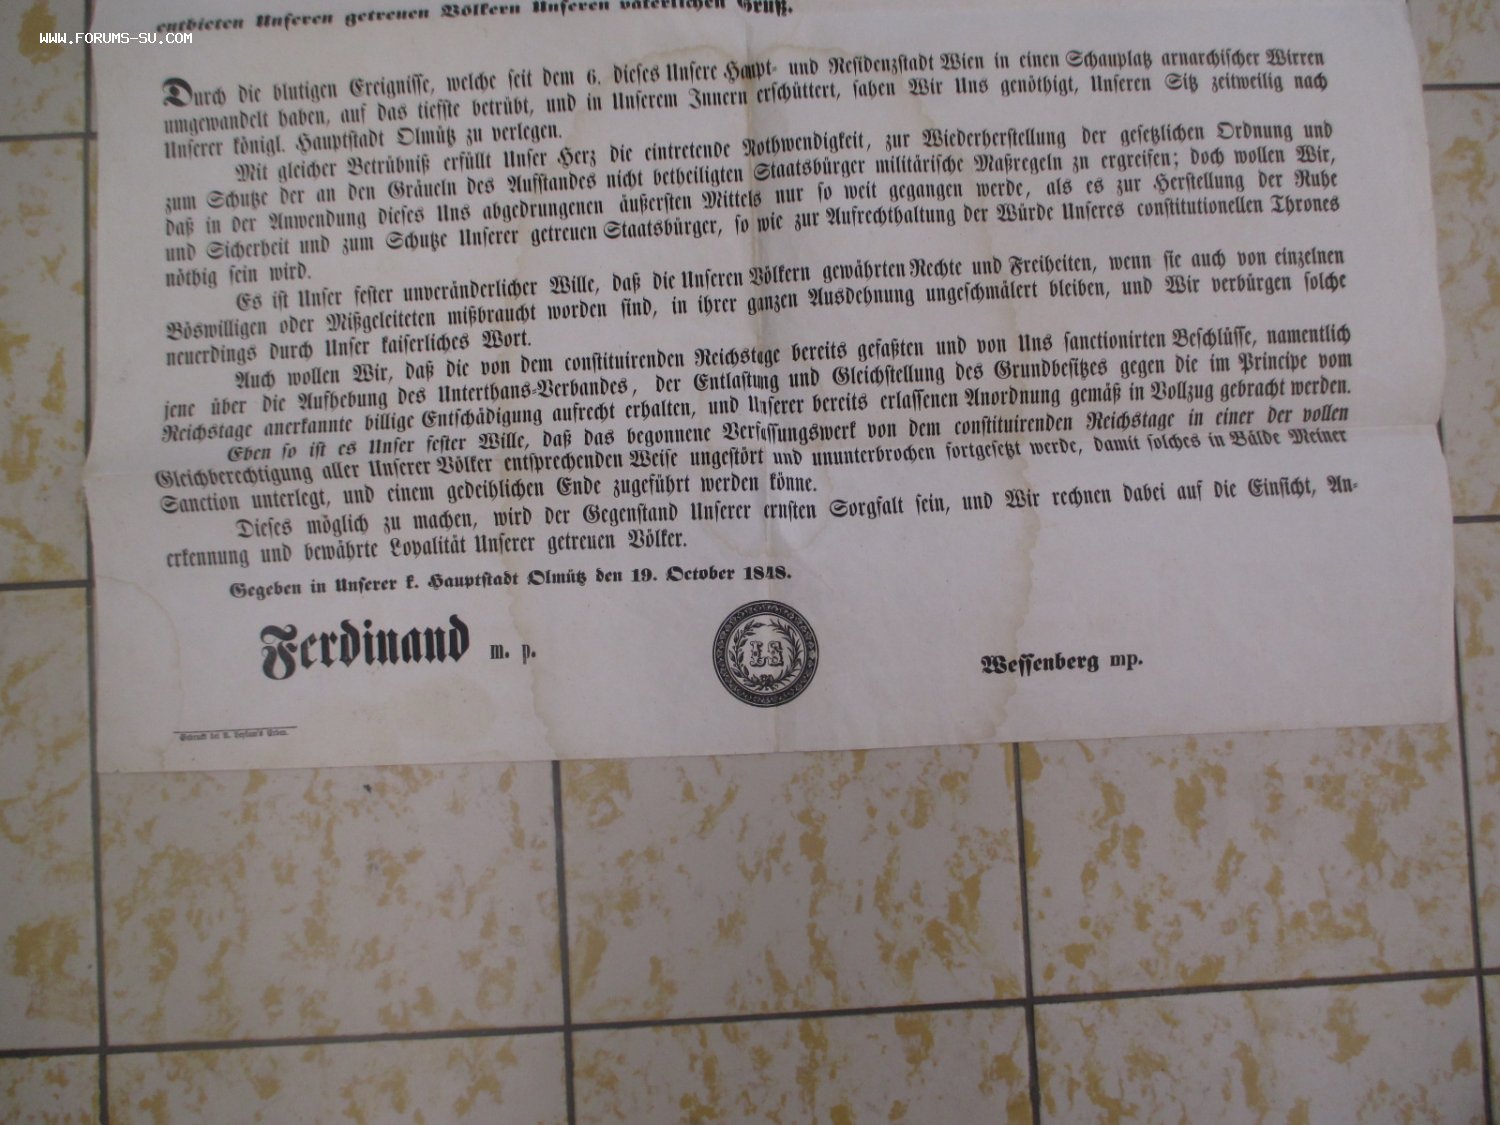 entbieten Unseren getreuen Völkern Unseren väterlichen Gruß.
WWW.FORUMS-SU.COM
Durch die blutigen Ereignisse, welche seit dem 6. dieses Unsere Haupt- und Residenzstadt Wien in einen Schauplatz arnarchischer Wirren
umgewandelt haben, auf das tiefste betrübt, und in Unserem Innern erschüttert, sahen Wir Uns genöthigt, Unseren Sitz zeitweilig nach
Unserer königl. Hauptstadt Olmütz zu verlegen.
Mit gleicher Betrübniß erfüllt Unser Herz die eintretende Nothwendigkeit, zur Wiederherstellung der gesetzlichen Ordnung und
zum Schutze der an den Gräueln des Aufstandes nicht betheiligten Staatsbürger militärische Maßregeln zu ergreifen; doch wollen Wir,
daß in der Anwendung dieses Uns abgedrungenen äußersten Mittels nur so weit gegangen werde, als es zur Herstellung der Ruhe
und Sicherheit und zum Schutze Unserer getreuen Staatsbürger, so wie zur Aufrechthaltung der Würde Unseres constitutionellen Thrones
nöthig sein wird.
Es ist Unser fester unveränderlicher Wille, daß die Unseren Völkern gewährten Rechte und Freiheiten, wenn sie auch von einzelnen
Böswilligen oder Mißgeleiteten mißbraucht worden sind, in ihrer ganzen Ausdehnung ungeschmälert bleiben, und Wir verbürgen solche
neuerdings durch Unser kaiserliches Wort.
Auch wollen Wir, daß die von dem constituirenden Reichstage bereits gefaßten und von Uns sanctionirten Beschlüsse, namentlich
jene über die Aufhebung des Unterthans-Verbandes, der Entlastung und Gleichstellung des Grundbesitzes gegen die im Principe vom
Reichstage anerkannte billige Entschädigung aufrecht erhalten, und Unserer bereits erlassenen Anordnung gemäß in Vollzug gebracht werden.
Eben so ist es Unser fester Wille, daß das begonnene Verfassungswerk von dem constituirenden Reichstage in einer der vollen
Gleichberechtigung aller Unserer Völker entsprechenden Weise ungestört und ununterbrochen fortgesetzt werde, damit solches in Bälde Meiner
Sanction unterlegt, und einem gedeihlichen Ende zugeführt werden könne.
Dieses möglich zu machen, wird der Gegenstand Unserer ernsten Sorgfalt sein, und Wir rechnen dabei auf die Einsicht, An-
erkennung und bewährte Loyalität Unserer getreuen Völker.
Gegeben in Unserer k. Hauptstadt Olmütz den 19. October 1848.
Ferdinand m. p.
LS
Wessenberg mp.
Gedruckt bei